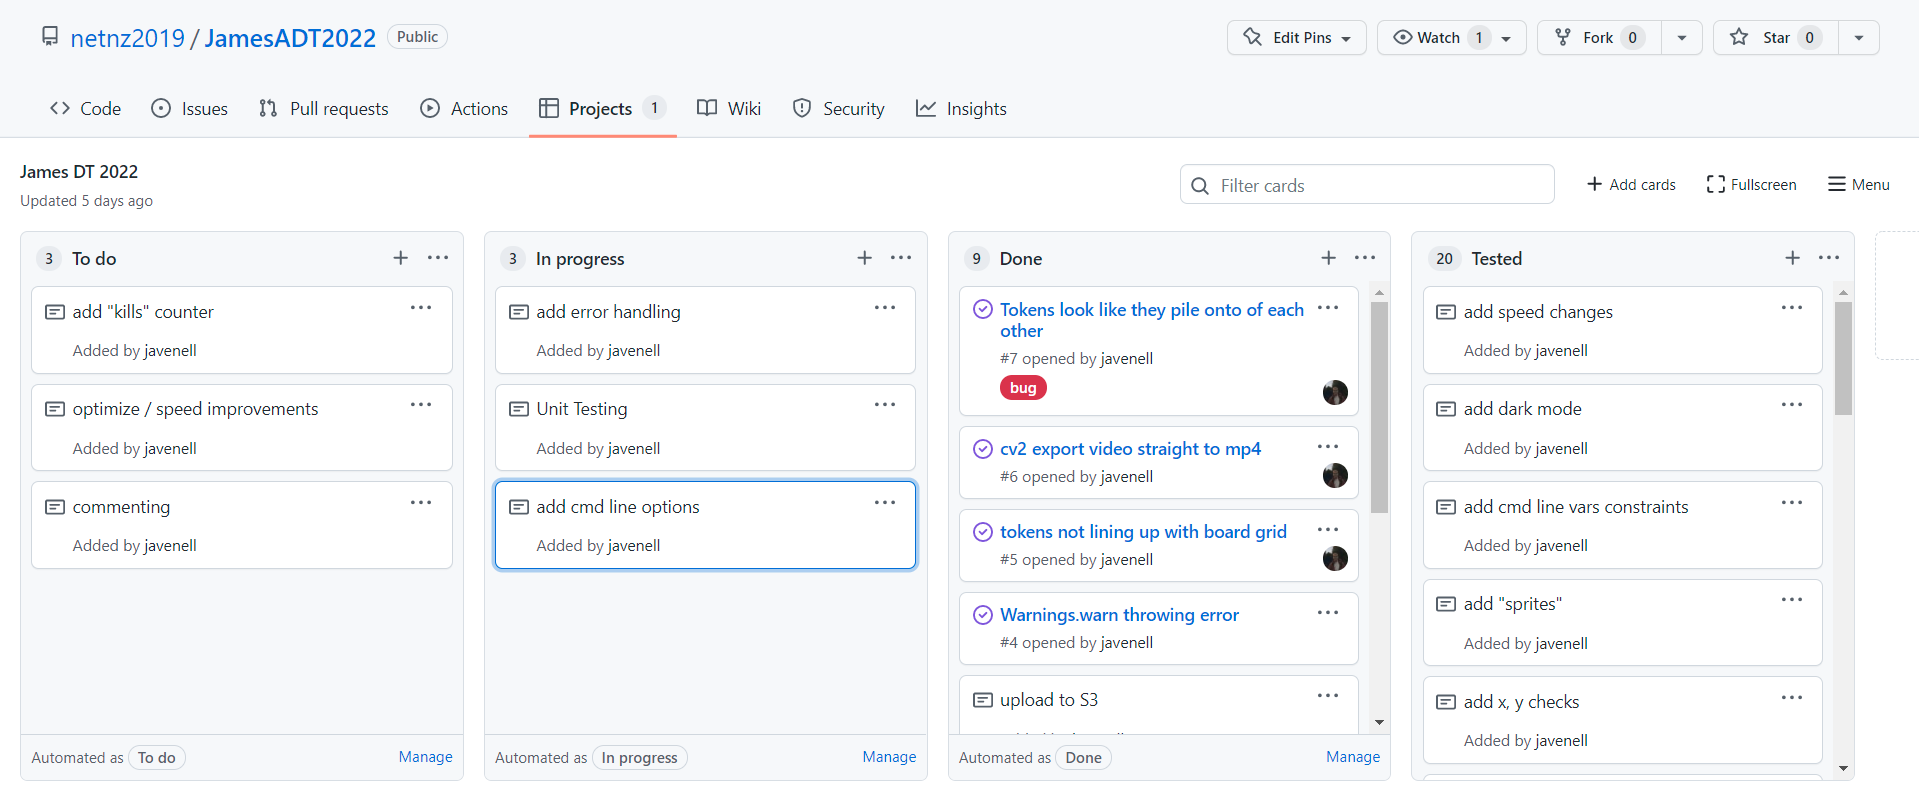 netnz2019 / JamesADT2022 Public
Edit Pins Watch 1 Fork 0 Star 0
Code Issues Pull requests Actions Projects 1 Wiki Security Insights
James DT 2022
Updated 5 days ago
Filter cards
Add cards Fullscreen Menu
3 To do
add "kills" counter
Added by javenell
optimize / speed improvements
Added by javenell
commenting
Added by javenell
Automated as To do Manage
3 In progress
add error handling
Added by javenell
Unit Testing
Added by javenell
add cmd line options
Added by javenell
Automated as In progress Manage
9 Done
Tokens look like they pile onto of each
other
#7 opened by javenell
bug
cv2 export video straight to mp4
#6 opened by javenell
tokens not lining up with board grid
#5 opened by javenell
Warnings.warn throwing error
#4 opened by javenell
upload to S3
Automated as Done Manage
20 Tested
add speed changes
Added by javenell
add dark mode
Added by javenell
add cmd line vars constraints
Added by javenell
add "sprites"
Added by javenell
add x, y checks
Added by javenell